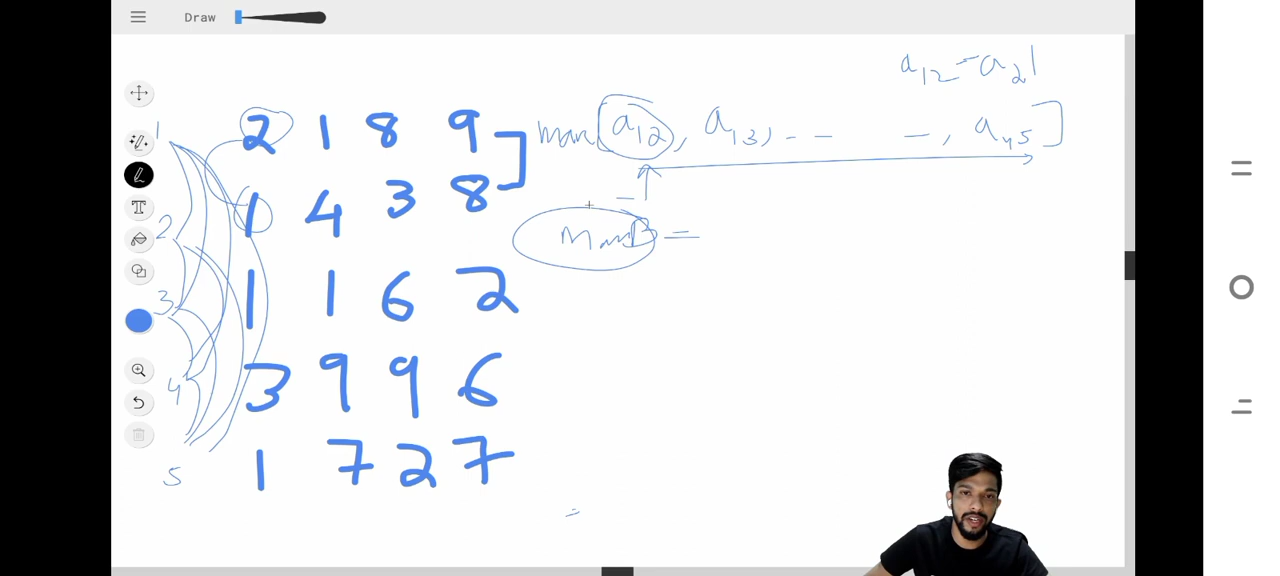 Draw
a12 = a21
1
2 1 8 9
max[a12, a13, - - -, a45]
1 4 3 8
2
maxB =
3
1 1 6 2
4
3 9 9 6
5
1 7 2 7
=